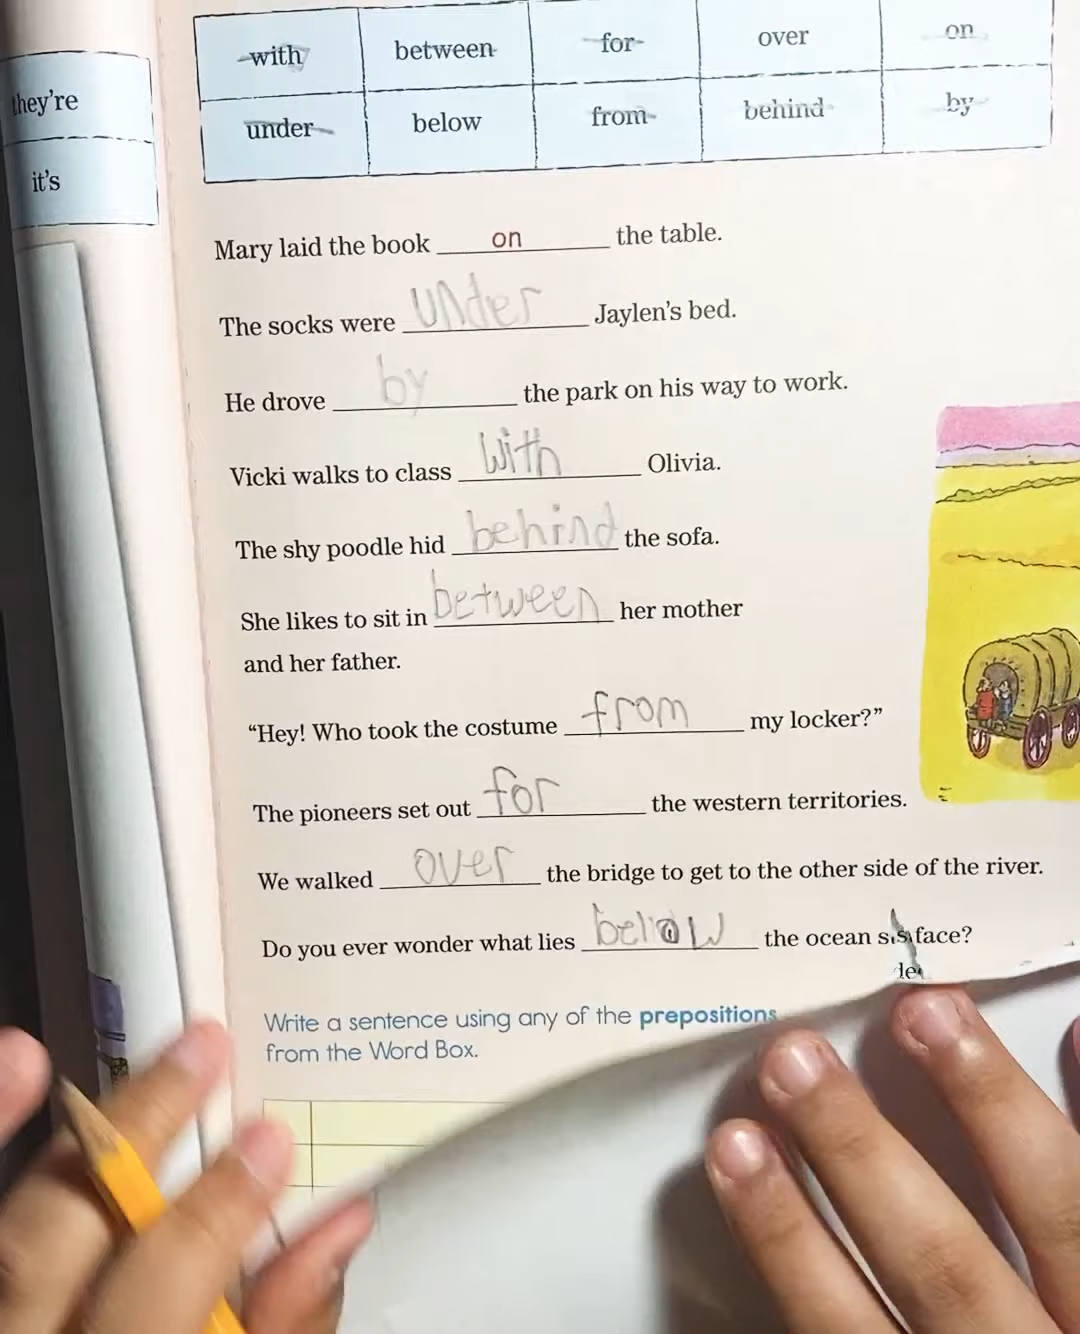 they're
it's
with between for over on
under below from behind by
Mary laid the book on the table.
The socks were under Jaylen's bed.
He drove by the park on his way to work.
Vicki walks to class with Olivia.
The shy poodle hid behind the sofa.
She likes to sit in between her mother
and her father.
“Hey! Who took the costume from my locker?”
The pioneers set out for the western territories.
We walked over the bridge to get to the other side of the river.
Do you ever wonder what lies below the ocean face?
Write a sentence using any of the prepositions
from the Word Box.